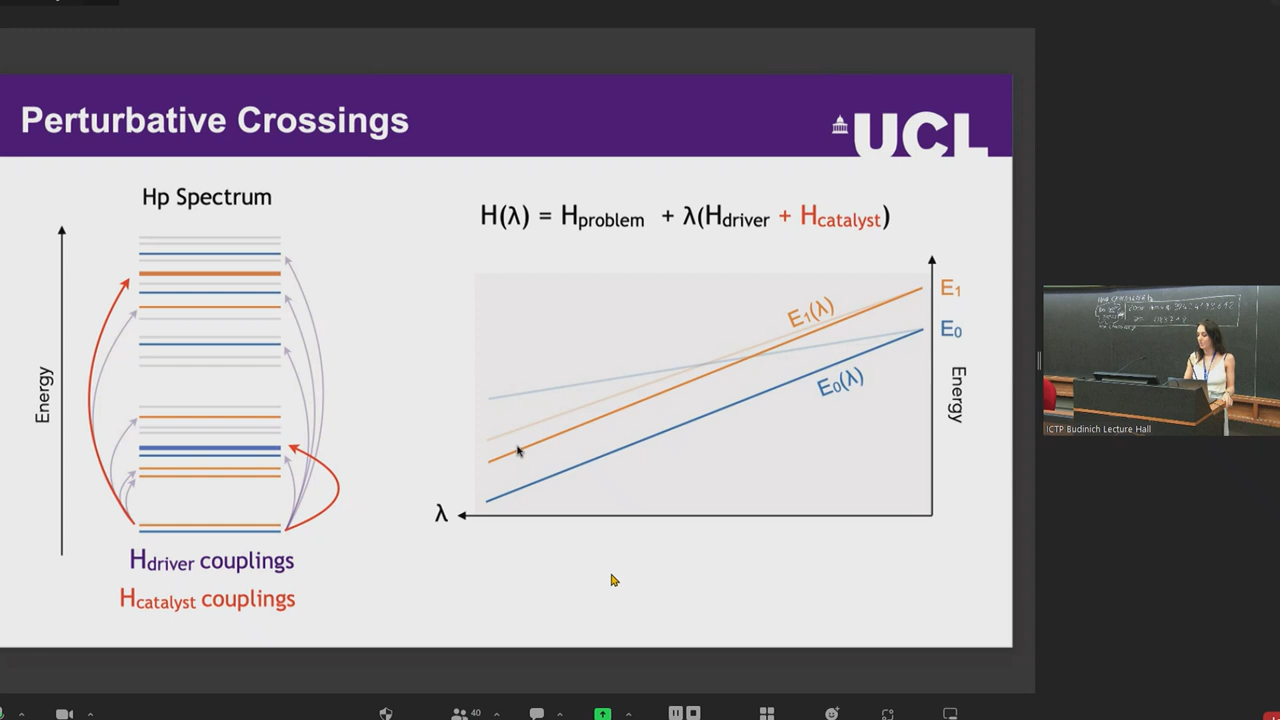 Perturbative Crossings
UCL
Hp Spectrum
H(λ) = Hproblem + λ(Hdriver + Hcatalyst)
E1(λ)
E1
E0
E0(λ)
Energy
Energy
λ
Hdriver couplings
Hcatalyst couplings
ICTP Budinich Lecture Hall
40